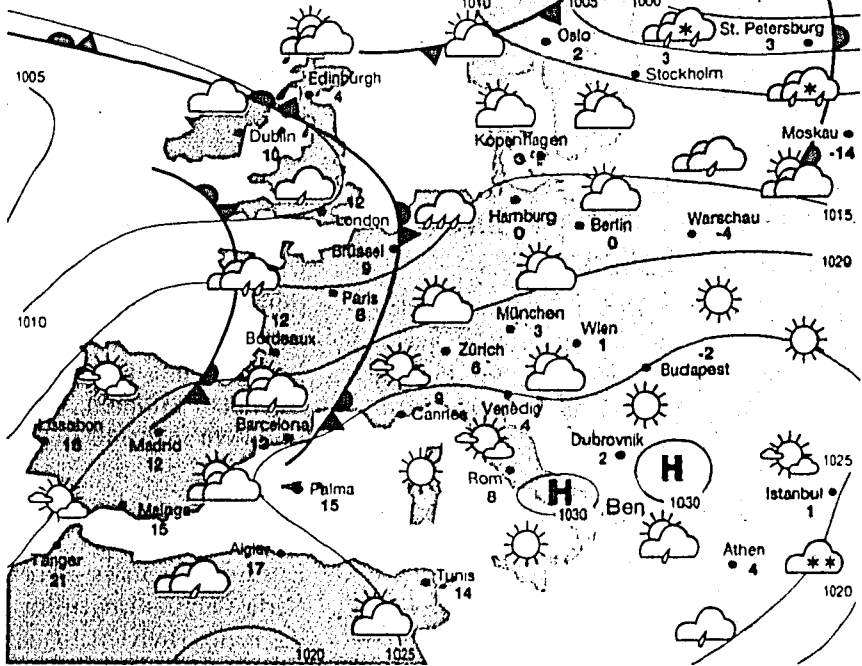 1010
1005
1000
Oslo
2
St. Petersburg
3
3
Stockholm
1005
Edinburgh
4
Dublin
10
Kopenhagen
Moskau
-14
12
London
Hamburg
0
Berlin
0
Warschau
-4
1015
Brüssel
9
1020
Paris
8
1010
12
Bordeaux
München
3
Wien
1
Zürich
6
-2
Budapest
9
Cannes
Venedig
4
Lissabon
16
Madrid
12
Barcelona
13
Dubrovnik
2
H
1030
1025
Rom
8
H
1030
Ben
Istanbul
1
Palma
15
Malaga
15
Tanger
21
Algier
17
Tunis
14
Athen
4
1020
1020
1025